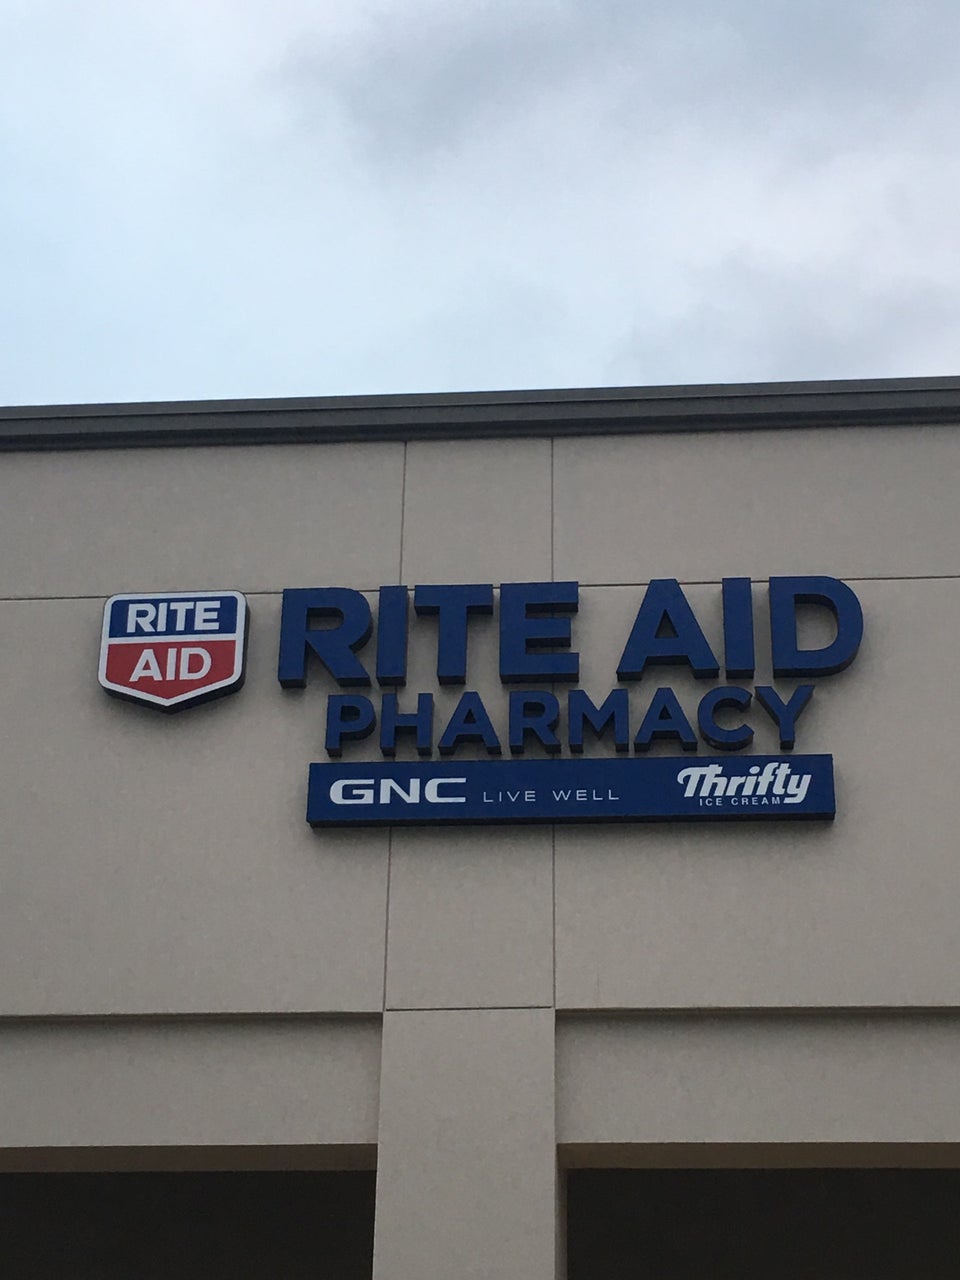 RITE
AID
RITE AID
PHARMACY
GNC LIVE WELL
Thrifty
ICE CREAM